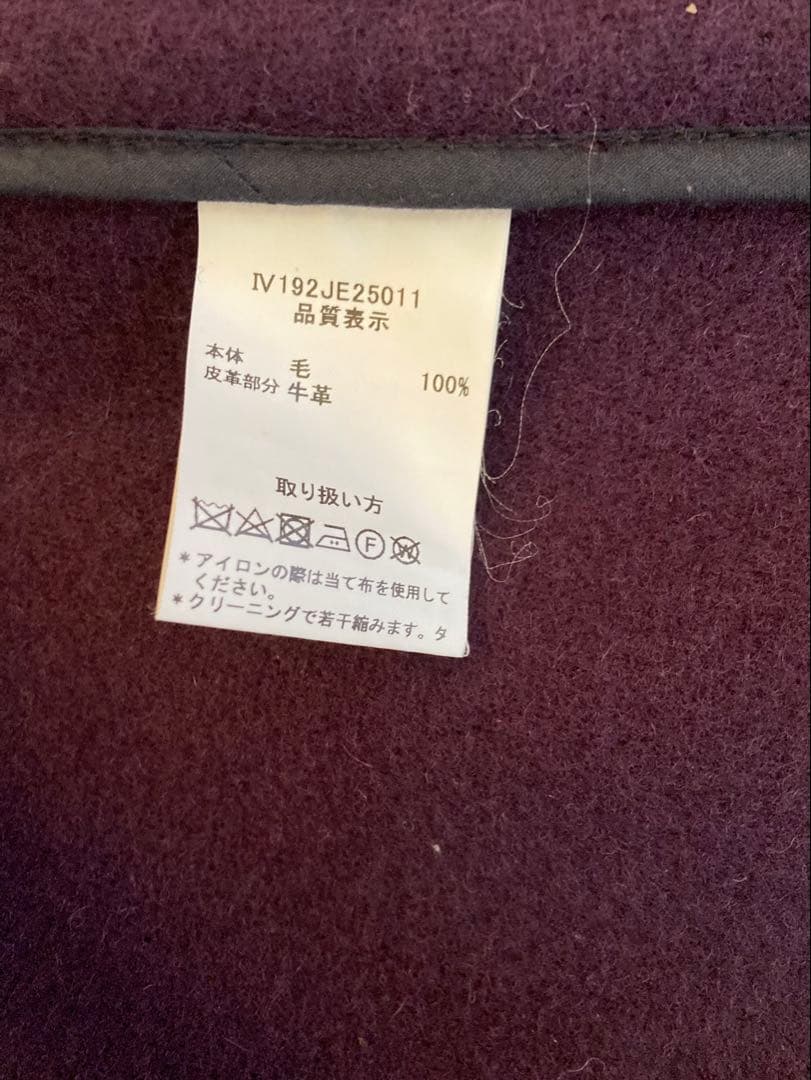 IV192JE25011
品質表示
本体 毛 100%
皮革部分 牛革
取り扱い方
F W
*アイロンの際は当て布を使用して
ください。
*クリーニングで若干縮みます。タ